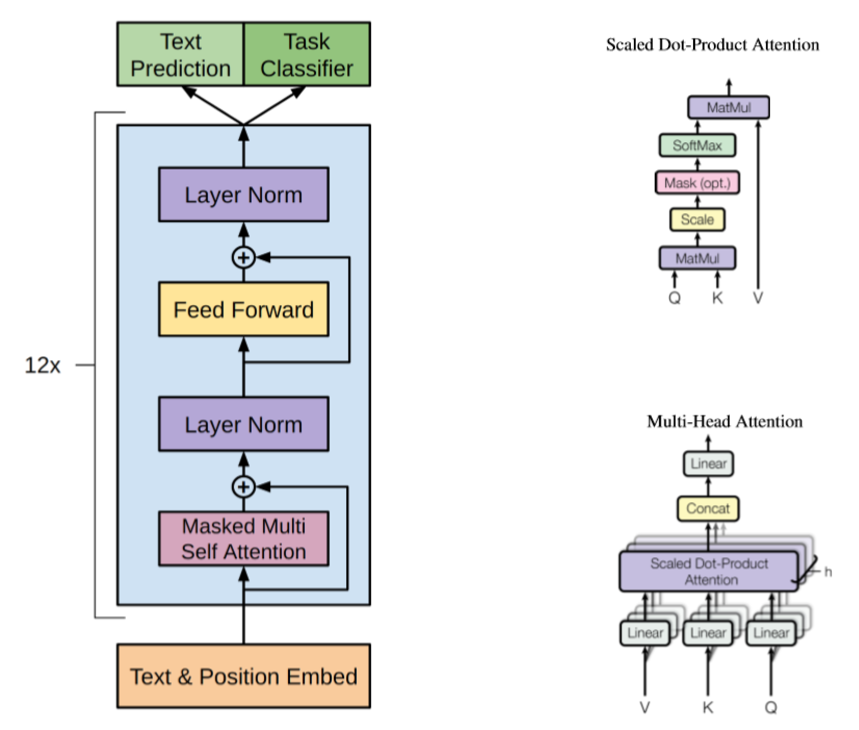 Text
Prediction
Task
Classifier
Layer Norm
Feed Forward
12x
Layer Norm
Masked Multi
Self Attention
Text & Position Embed
Scaled Dot-Product Attention
MatMul
SoftMax
Mask (opt.)
Scale
MatMul
Q K V
Multi-Head Attention
Linear
Concat
Scaled Dot-Product
Attention
h
Linear Linear Linear
V K Q